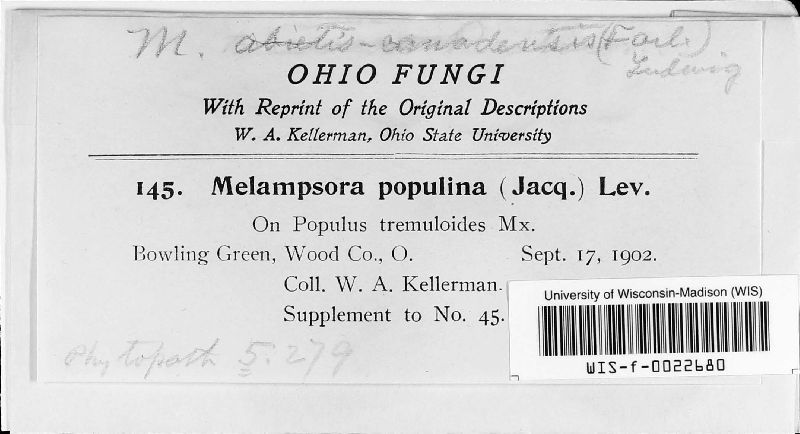 M. abietis-canadensis (Farl.)
Ludwig
OHIO FUNGI
With Reprint of the Original Descriptions
W. A. Kellerman, Ohio State University
145. Melampsora populina (Jacq.) Lev.
On Populus tremuloides Mx.
Bowling Green, Wood Co., O. Sept. 17, 1902.
Coll. W. A. Kellerman.
Supplement to No. 45.
Phytopath 5:279
University of Wisconsin-Madison (WIS)
WIS-f-0022680